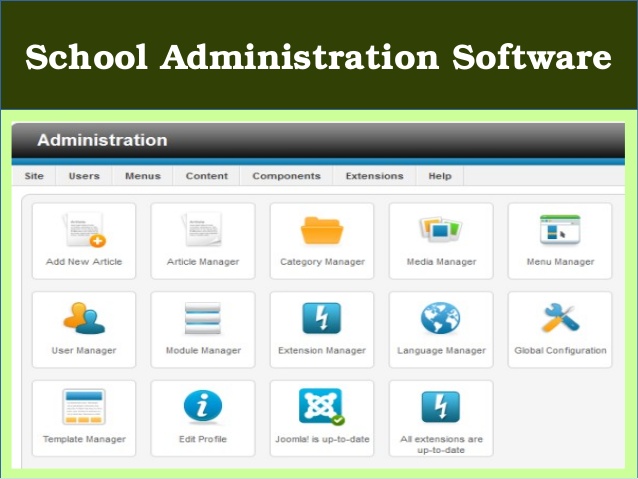 School Administration Software
Administration
Site Users Menus Content Components Extensions Help
Add New Article Article Manager Category Manager Media Manager Menu Manager
User Manager Module Manager Extension Manager Language Manager Global Configuration
Template Manager Edit Profile Joomla! is up-to-date All extensions are
up-to-date